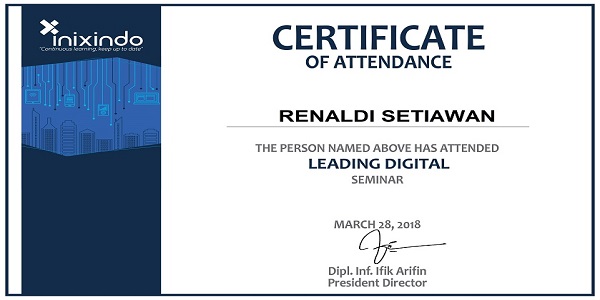 inixindo
"Continuous learning, keep up to date"
CERTIFICATE
OF ATTENDANCE
RENALDI SETIAWAN
THE PERSON NAMED ABOVE HAS ATTENDED
LEADING DIGITAL
SEMINAR
MARCH 28, 2018
Dipl. Inf. Ifik Arifin
President Director